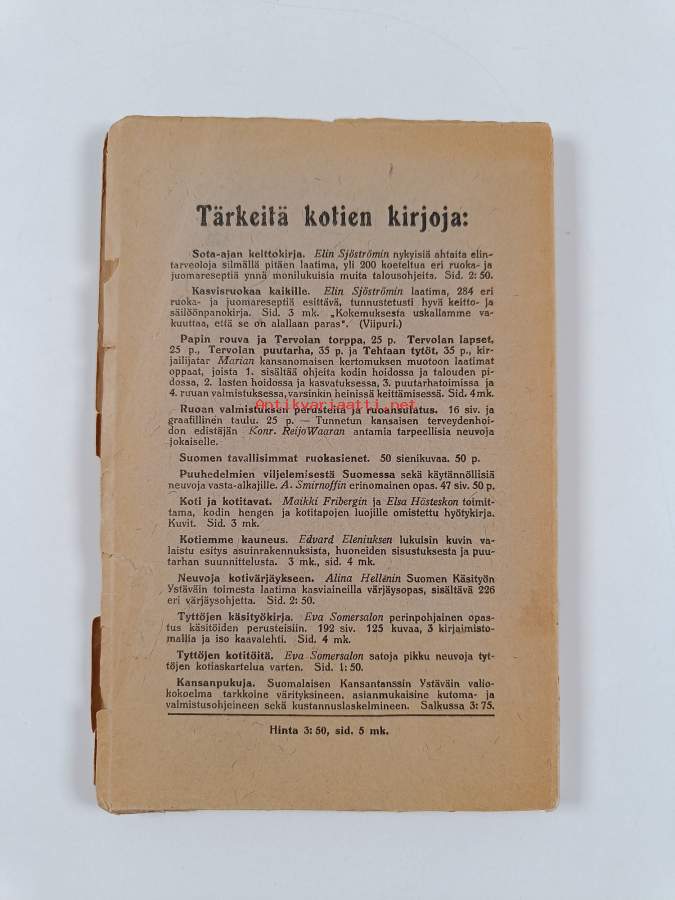 Tärkeitä kotien kirjoja:
Sota-ajan keittokirja. Elin Sjöströmin nykyisiä ahtaita elin-
tarveoloja silmällä pitäen laatima, yli 200 koeteltua eri ruoka- ja
juomareseptiä ynnä monilukuisia muita talousohjeita. Sid. 2: 50.
Kasvisruokaa kaikille. Elin Sjöströmin laatima, 284 eri
ruoka- ja juomareseptiä esittävä, tunnustetusti hyvä keitto- ja
säilöönpanokirja. Sid. 3 mk. „Kokemuksesta uskallamme va-
kuuttaa, että se on alallaan paras". (Viipuri.)
Papin rouva ja Tervolan torppa, 25 p. Tervolan lapset,
25 p., Tervolan puutarha, 35 p. ja Tehtaan tytöt, 35 p., kir-
jailijatar Marian kansanomaisen kertomuksen muotoon laatimat
oppaat, joista 1. sisältää ohjeita kodin hoidossa ja talouden pi-
dossa, 2. lasten hoidossa ja kasvatuksessa, 3. puutarhatoimissa ja
4. ruuan valmistuksessa, varsinkin heinissä keittämisessä. Sid. 4 mk.
Antikvariaatti.net
Ruoan valmistuksen perusteita ja ruoansulatus. 16 siv. ja
graafillinen taulu. 25 p. — Tunnetun kansaisen terveydenhoi-
don edistäjän Konr. ReijoWaaran antamia tarpeellisia neuvoja
jokaiselle.
Suomen tavallisimmat ruokasienet. 50 sienikuvaa. 50 p.
Puuhedelmien viljelemisestä Suomessa sekä käytännöllisiä
neuvoja vasta-alkajille. A. Smirnoffin erinomainen opas. 47 siv. 50 p.
Koti ja kotitavat. Maikki Fribergin ja Elsa Hästeskon toimit-
tama, kodin hengen ja kotitapojen luojille omistettu hyötykirja.
Kuvit. Sid. 3 mk.
Kotiemme kauneus. Edvard Eleniuksen lukuisin kuvin va-
laistu esitys asuinrakennuksista, huoneiden sisustuksesta ja puu-
tarhan suunnittelusta. 3 mk., sid. 4 mk.
Neuvoja kotivärjäykseen. Alina Hellénin Suomen Käsityön
Ystäväin toimesta laatima kasviaineilla värjäysopas, sisältävä 226
eri värjäysohjetta. Sid. 2: 50.
Tyttöjen käsityökirja. Eva Somersalon perinpohjainen opas-
tus käsitöiden perusteisiin. 192 siv. 125 kuvaa, 3 kirjaimisto-
mallia ja iso kaavalehti. Sid. 4 mk.
Tyttöjen kotitöitä. Eva Somersalon satoja pikku neuvoja tyt-
töjen kotiaskartelua varten. Sid. 1: 50.
Kansanpukuja. Suomalaisen Kansantanssin Ystäväin valio-
kokoelma tarkkoine värityksineen, asianmukaisine kutoma- ja
valmistusohjeineen sekä kustannuslaskelmineen. Salkussa 3: 75.
Hinta 3: 50, sid. 5 mk.